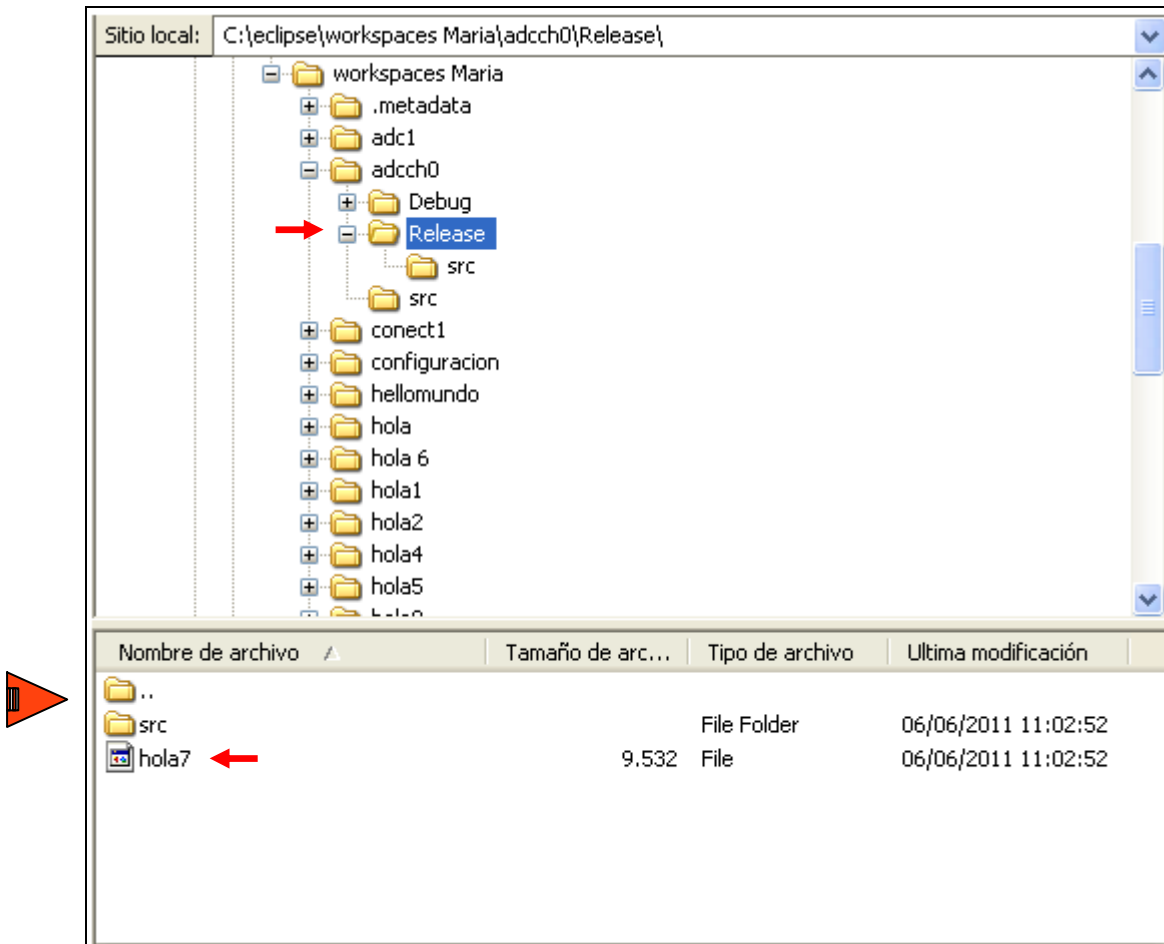 Sitio local: C:\eclipse\workspaces Maria\adcch0\Release\
workspaces Maria
.metadata
adc1
adcch0
Debug
Release
src
src
conect1
configuracion
hellomundo
hola
hola 6
hola1
hola2
hola4
hola5
Nombre de archivo Tamaño de arc... Tipo de archivo Ultima modificación
..
src File Folder 06/06/2011 11:02:52
hola7 9.532 File 06/06/2011 11:02:52